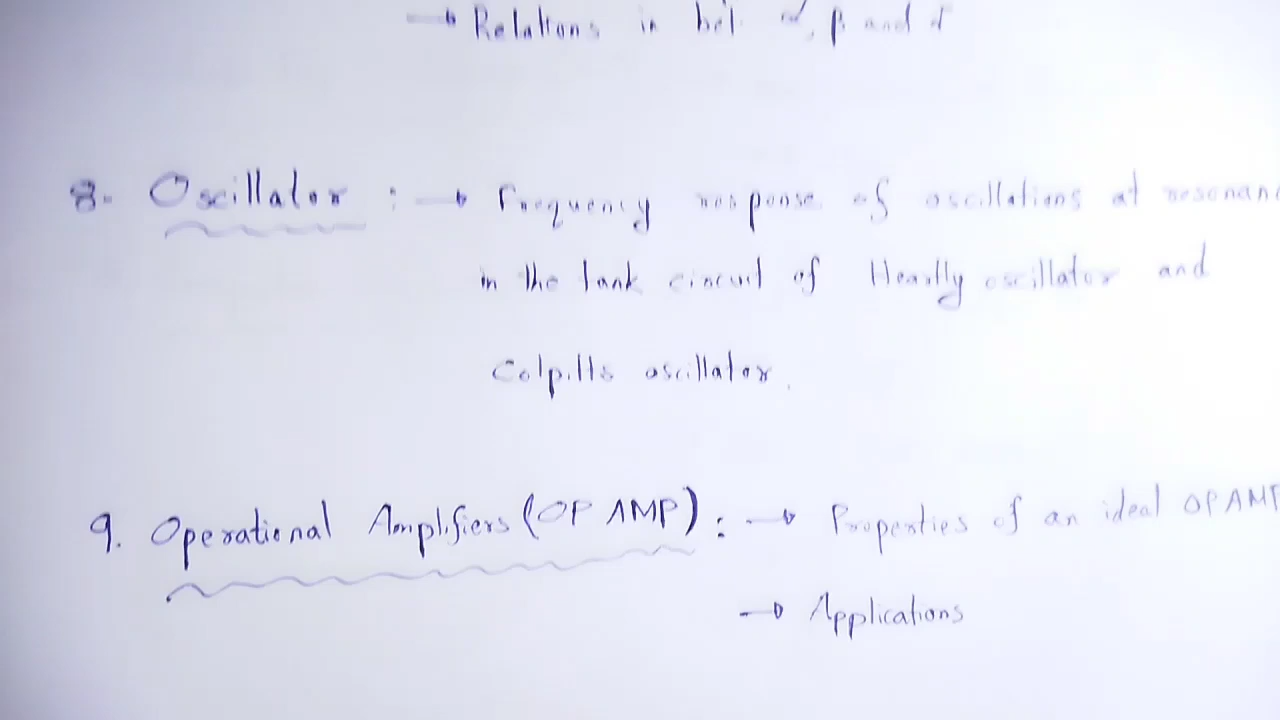 → Relations in bet α, β and γ
8. Oscillator : → Frequency response of oscillations at resonan
in the tank circuit of Heartly oscillator and
Colpitts oscillator.
9. Operational Amplifiers (OP AMP) : → Properties of an ideal OPAMP
→ Applications